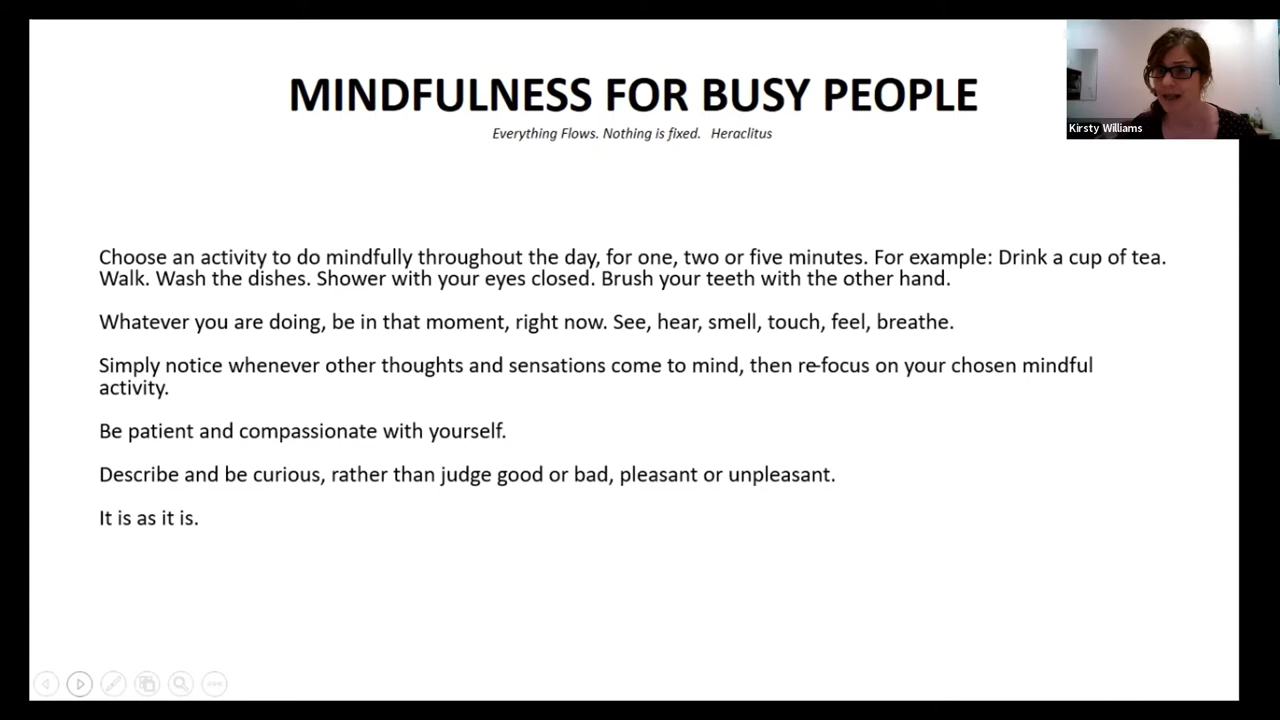 MINDFULNESS FOR BUSY PEOPLE
Everything Flows. Nothing is fixed. Heraclitus
Kirsty Williams
Choose an activity to do mindfully throughout the day, for one, two or five minutes. For example: Drink a cup of tea.
Walk. Wash the dishes. Shower with your eyes closed. Brush your teeth with the other hand.
Whatever you are doing, be in that moment, right now. See, hear, smell, touch, feel, breathe.
Simply notice whenever other thoughts and sensations come to mind, then re-focus on your chosen mindful
activity.
Be patient and compassionate with yourself.
Describe and be curious, rather than judge good or bad, pleasant or unpleasant.
It is as it is.